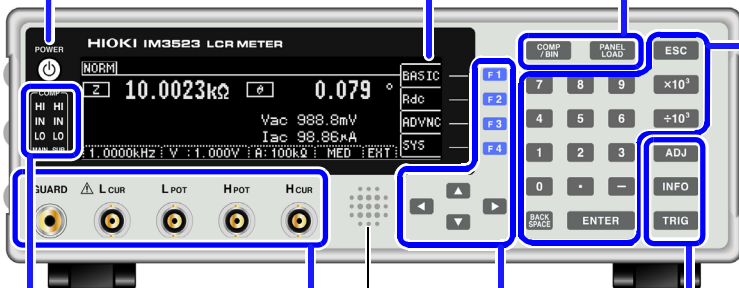 POWER
HIOKI IM3523 LCR METER
NORM
Z 10.0023kΩ θ 0.079 °
Vac 988.8mV
Iac 98.86μA
1.0000kHz V :1.000V A:100kΩ MED EXT
BASIC
Rdc
ADVNC
SYS
F1
F2
F3
F4
COMP
HI HI
IN IN
LO LO
MAIN SUB
GUARD
⚠ L CUR
L POT
H POT
H CUR
COMP / BIN
PANEL LOAD
ESC
7 8 9 ×10³
4 5 6 ÷10³
1 2 3 ADJ
0 · − INFO
BACK SPACE ENTER TRIG